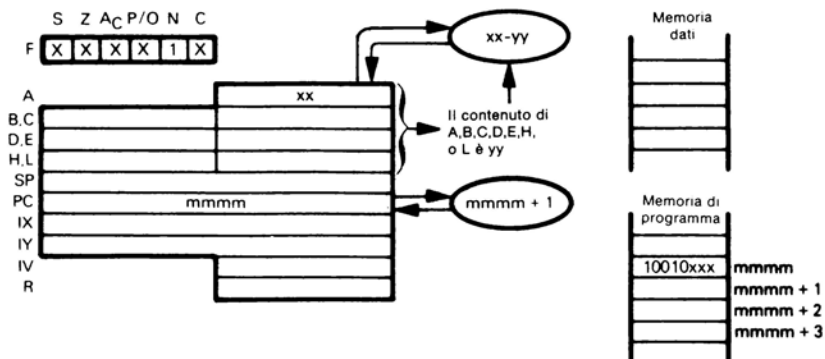 S Z AC P/O N C
F X X X X 1 X
xx-yy
Memoria
dati
A xx
B,C
D,E
H,L
Il contenuto di
A,B,C,D,E,H,
o L è yy
SP
PC mmmm
mmmm + 1
IX
IY
IV
R
Memoria di
programma
10010xxx mmmm
mmmm + 1
mmmm + 2
mmmm + 3